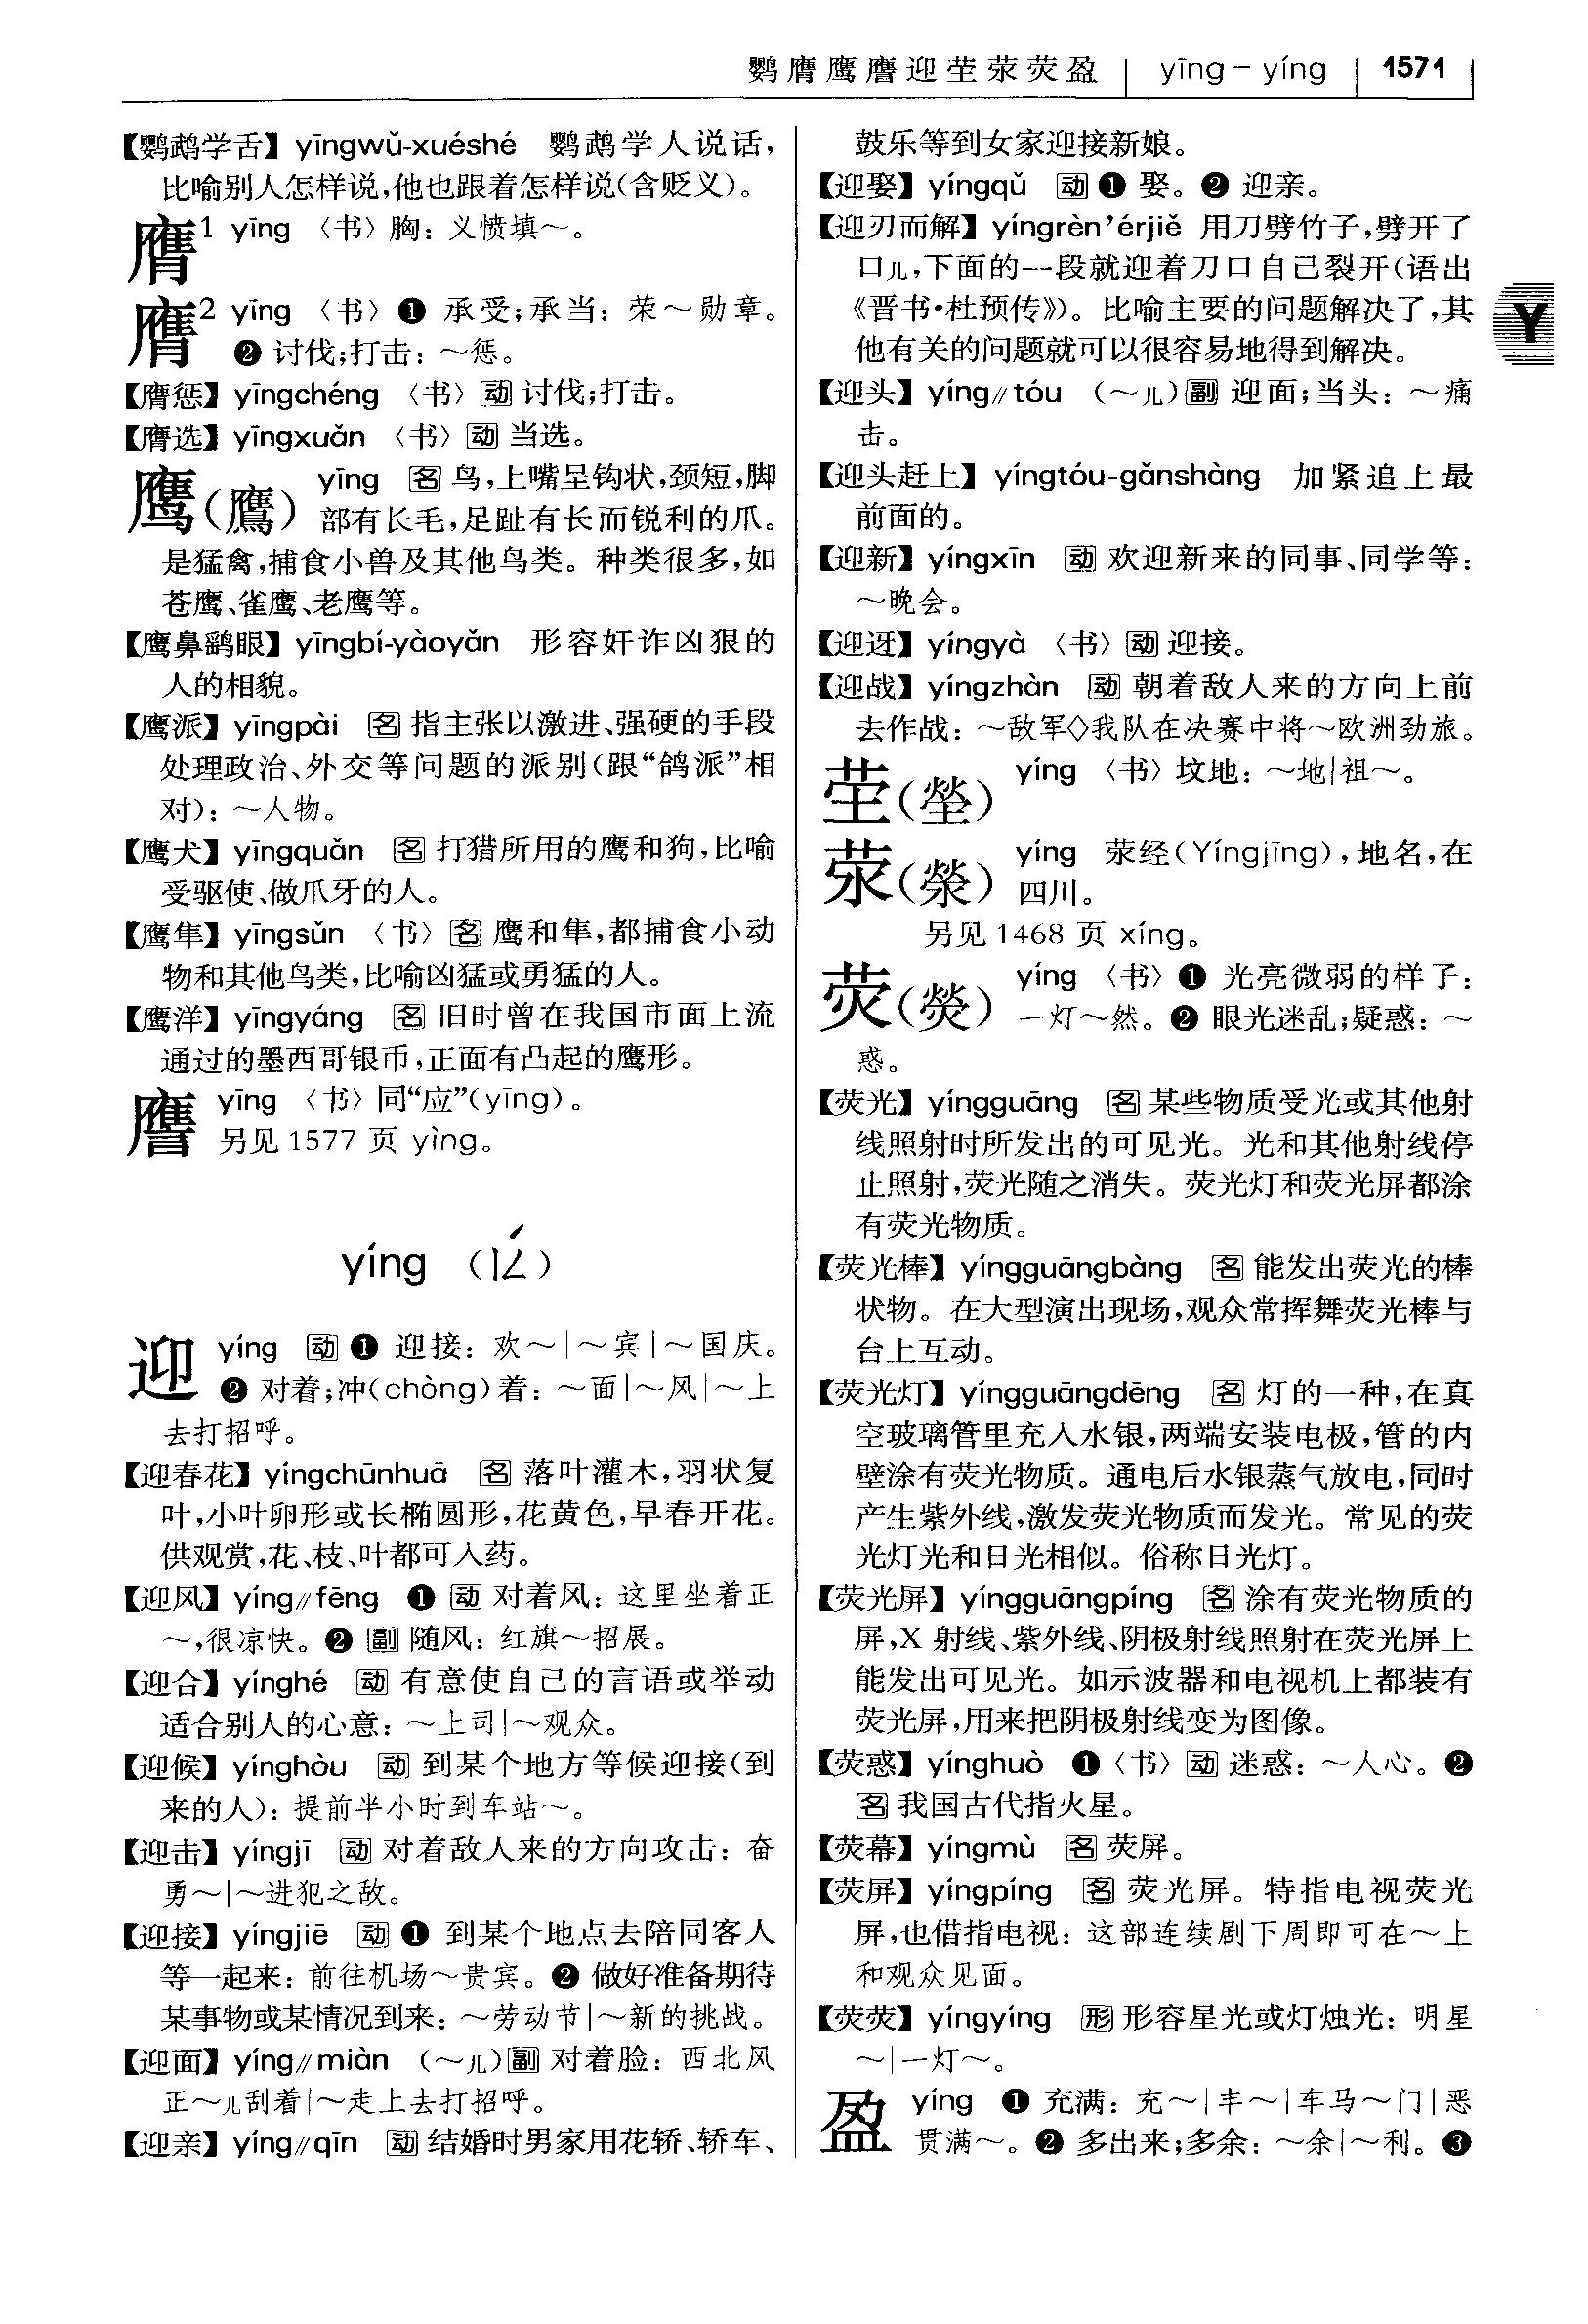 鹦膺鹰譍迎茔荥荧盈 yīng－yíng 1571
【鹦鹉学舌】yīngwǔ-xuéshé 鹦鹉学人说话，
比喻别人怎样说，他也跟着怎样说（含贬义）。
膺1 yīng 〈书〉胸：义愤填～。
膺2 yīng 〈书〉❶ 承受；承当：荣～勋章。
❷ 讨伐；打击：～惩。
【膺惩】yīngchéng 〈书〉动 讨伐；打击。
【膺选】yīngxuǎn 〈书〉动 当选。
鹰（鷹） yīng 名 鸟，上嘴呈钩状，颈短，脚
部有长毛，足趾有长而锐利的爪。
是猛禽，捕食小兽及其他鸟类。种类很多，如
苍鹰、雀鹰、老鹰等。
【鹰鼻鹞眼】yīngbí-yàoyǎn 形容奸诈凶狠的
人的相貌。
【鹰派】yīngpài 名 指主张以激进、强硬的手段
处理政治、外交等问题的派别（跟“鸽派”相
对）：～人物。
【鹰犬】yīngquǎn 名 打猎所用的鹰和狗，比喻
受驱使、做爪牙的人。
【鹰隼】yīngsǔn 〈书〉名 鹰和隼，都捕食小动
物和其他鸟类，比喻凶猛或勇猛的人。
【鹰洋】yīngyáng 名 旧时曾在我国市面上流
通过的墨西哥银币，正面有凸起的鹰形。
譍 yīng 〈书〉同“应”（yīng）。
另见 1577 页 yìng。
yíng （ㄧㄥˊ）
迎 yíng 动 ❶ 迎接：欢～｜～宾｜～国庆。
❷ 对着；冲（chòng）着：～面｜～风｜～上
去打招呼。
【迎春花】yíngchūnhuā 名 落叶灌木，羽状复
叶，小叶卵形或长椭圆形，花黄色，早春开花。
供观赏，花、枝、叶都可入药。
【迎风】yíng//fēng ❶ 动 对着风：这里坐着正
～，很凉快。❷ 副 随风：红旗～招展。
【迎合】yínghé 动 有意使自己的言语或举动
适合别人的心意：～上司｜～观众。
【迎候】yínghòu 动 到某个地方等候迎接（到
来的人）：提前半小时到车站～。
【迎击】yíngjī 动 对着敌人来的方向攻击：奋
勇～｜～进犯之敌。
【迎接】yíngjiē 动 ❶ 到某个地点去陪同客人
等一起来：前往机场～贵宾。❷ 做好准备期待
某事物或某情况到来：～劳动节｜～新的挑战。
【迎面】yíng//miàn （～儿）副 对着脸：西北风
正～儿刮着｜～走上去打招呼。
【迎亲】yíng//qīn 动 结婚时男家用花轿、轿车、
鼓乐等到女家迎接新娘。
【迎娶】yíngqǔ 动 ❶ 娶。❷ 迎亲。
【迎刃而解】yíngrèn'érjiě 用刀劈竹子，劈开了
口儿，下面的一段就迎着刀口自己裂开（语出
《晋书·杜预传》）。比喻主要的问题解决了，其
他有关的问题就可以很容易地得到解决。
【迎头】yíng//tóu （～儿）副 迎面；当头：～痛
击。
【迎头赶上】yíngtóu-gǎnshàng 加紧追上最
前面的。
【迎新】yíngxīn 动 欢迎新来的同事、同学等：
～晚会。
【迎迓】yíngyà 〈书〉动 迎接。
【迎战】yíngzhàn 动 朝着敌人来的方向上前
去作战：～敌军◇我队在决赛中将～欧洲劲旅。
茔（塋） yíng 〈书〉坟地：～地｜祖～。
荥（滎） yíng 荥经（Yíngjīng），地名，在
四川。
另见 1468 页 xíng。
荧（熒） yíng 〈书〉❶ 光亮微弱的样子：
一灯～然。❷ 眼光迷乱；疑惑：～
惑。
【荧光】yíngguāng 名 某些物质受光或其他射
线照射时所发出的可见光。光和其他射线停
止照射，荧光随之消失。荧光灯和荧光屏都涂
有荧光物质。
【荧光棒】yíngguāngbàng 名 能发出荧光的棒
状物。在大型演出现场，观众常挥舞荧光棒与
台上互动。
【荧光灯】yíngguāngdēng 名 灯的一种，在真
空玻璃管里充入水银，两端安装电极，管的内
壁涂有荧光物质。通电后水银蒸气放电，同时
产生紫外线，激发荧光物质而发光。常见的荧
光灯光和日光相似。俗称日光灯。
【荧光屏】yíngguāngpíng 名 涂有荧光物质的
屏，X 射线、紫外线、阴极射线照射在荧光屏上
能发出可见光。如示波器和电视机上都装有
荧光屏，用来把阴极射线变为图像。
【荧惑】yínghuò ❶〈书〉动 迷惑：～人心。❷
名 我国古代指火星。
【荧幕】yíngmù 名 荧屏。
【荧屏】yíngpíng 名 荧光屏。特指电视荧光
屏，也借指电视：这部连续剧下周即可在～上
和观众见面。
【荧荧】yíngyíng 形 形容星光或灯烛光：明星
～｜一灯～。
盈 yíng ❶ 充满：充～｜丰～｜车马～门｜恶
贯满～。❷ 多出来；多余：～余｜～利。❸
Y